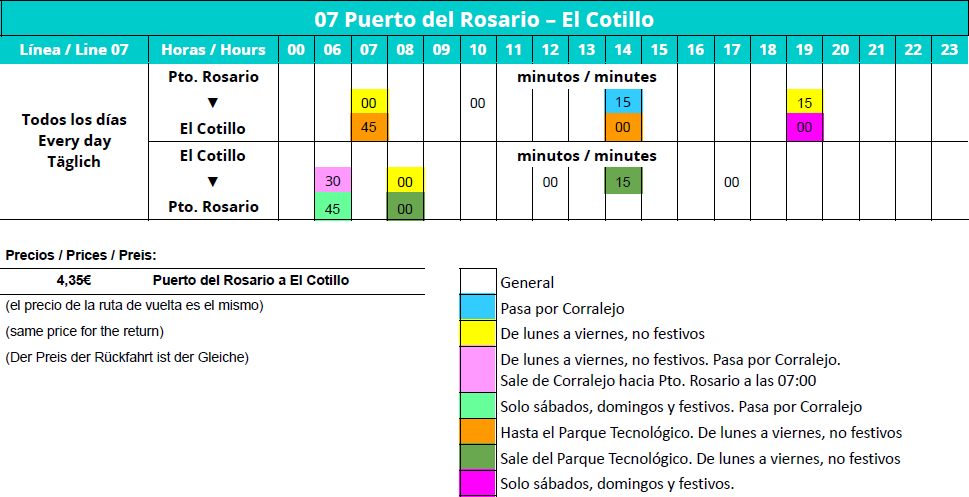 07 Puerto del Rosario – El Cotillo
Línea / Line 07 Horas / Hours 00 06 07 08 09 10 11 12 13 14 15 16 17 18 19 20 21 22 23
Todos los días
Every day
Täglich
Pto. Rosario minutos / minutes
▼ 00 00 15 15
El Cotillo 45 00 00
El Cotillo minutos / minutes
▼ 30 00 00 15 00
Pto. Rosario 45 00
Precios / Prices / Preis:
4,35€ Puerto del Rosario a El Cotillo
(el precio de la ruta de vuelta es el mismo)
(same price for the return)
(Der Preis der Rückfahrt ist der Gleiche)
General
Pasa por Corralejo
De lunes a viernes, no festivos
De lunes a viernes, no festivos. Pasa por Corralejo.
Sale de Corralejo hacia Pto. Rosario a las 07:00
Solo sábados, domingos y festivos. Pasa por Corralejo
Hasta el Parque Tecnológico. De lunes a viernes, no festivos
Sale del Parque Tecnológico. De lunes a viernes, no festivos
Solo sábados, domingos y festivos.